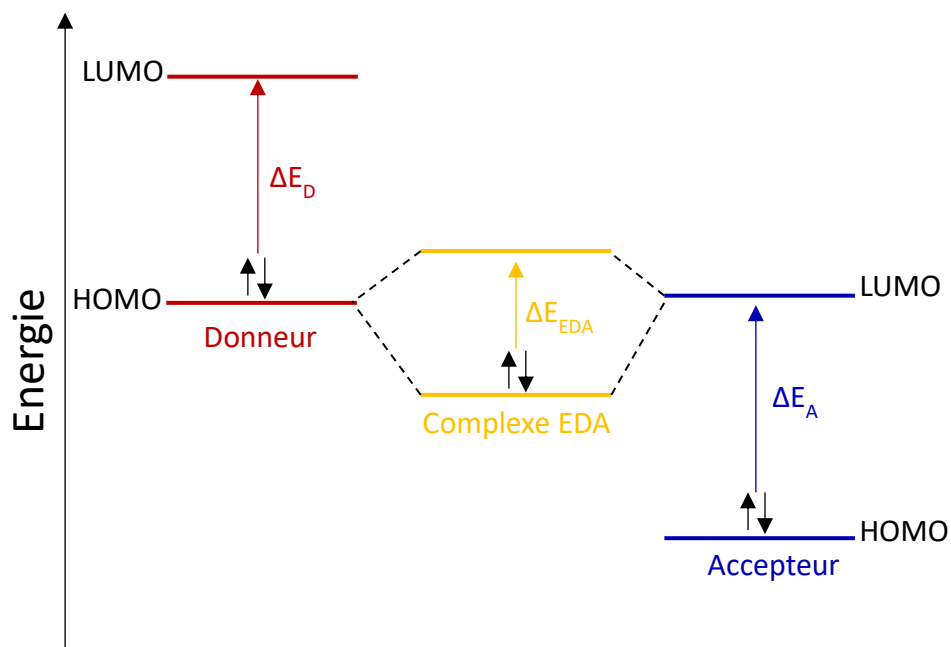 LUMO
ΔE_D
HOMO
Donneur
Energie
ΔE_EDA
Complexe EDA
LUMO
ΔE_A
HOMO
Accepteur